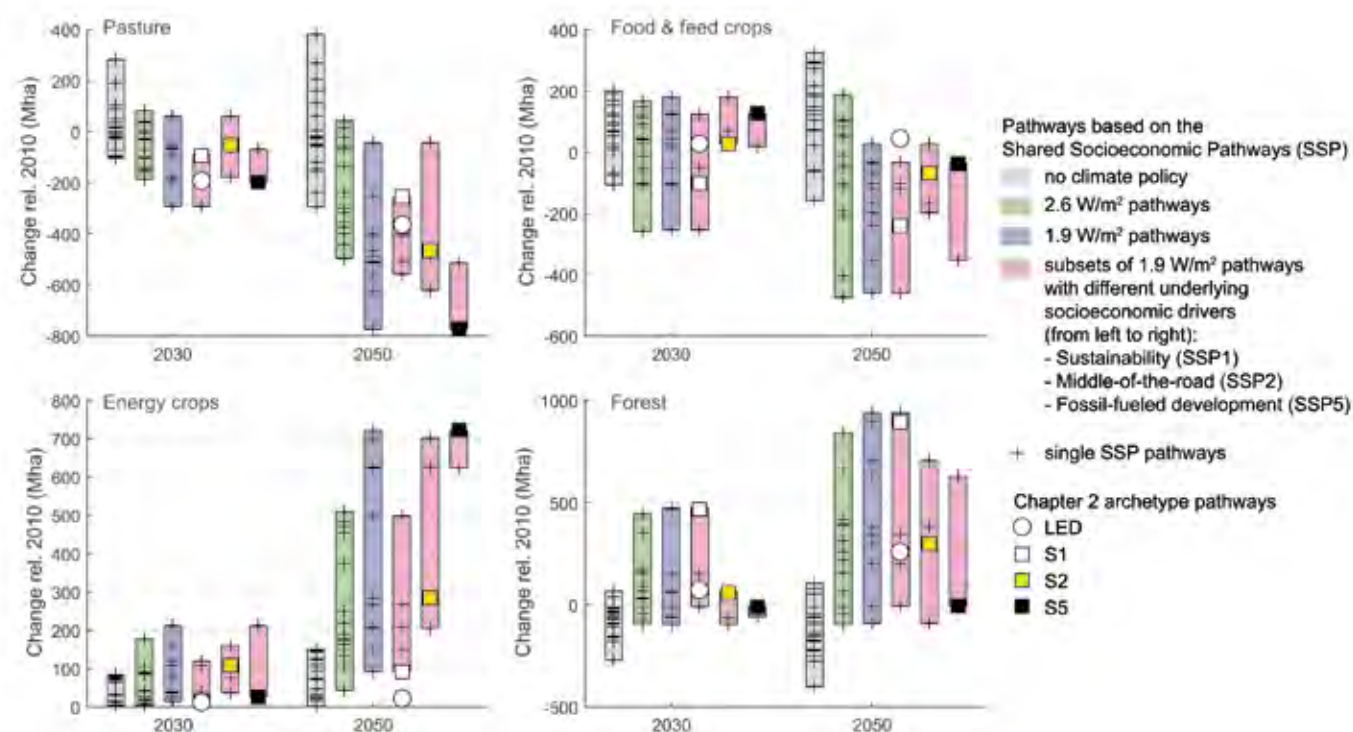 Pasture
Change rel. 2010 (Mha)
400
200
0
-200
-400
-600
-800
2030
2050
Food & feed crops
Change rel. 2010 (Mha)
400
200
0
-200
-400
-600
2030
2050
Energy crops
Change rel. 2010 (Mha)
800
700
600
500
400
300
200
100
0
2030
2050
Forest
Change rel. 2010 (Mha)
1000
500
0
-500
2030
2050
Pathways based on the
Shared Socioeconomic Pathways (SSP)
no climate policy
2.6 W/m² pathways
1.9 W/m² pathways
subsets of 1.9 W/m² pathways
with different underlying
socioeconomic drivers
(from left to right):
- Sustainability (SSP1)
- Middle-of-the-road (SSP2)
- Fossil-fueled development (SSP5)
single SSP pathways
Chapter 2 archetype pathways
LED
S1
S2
S5